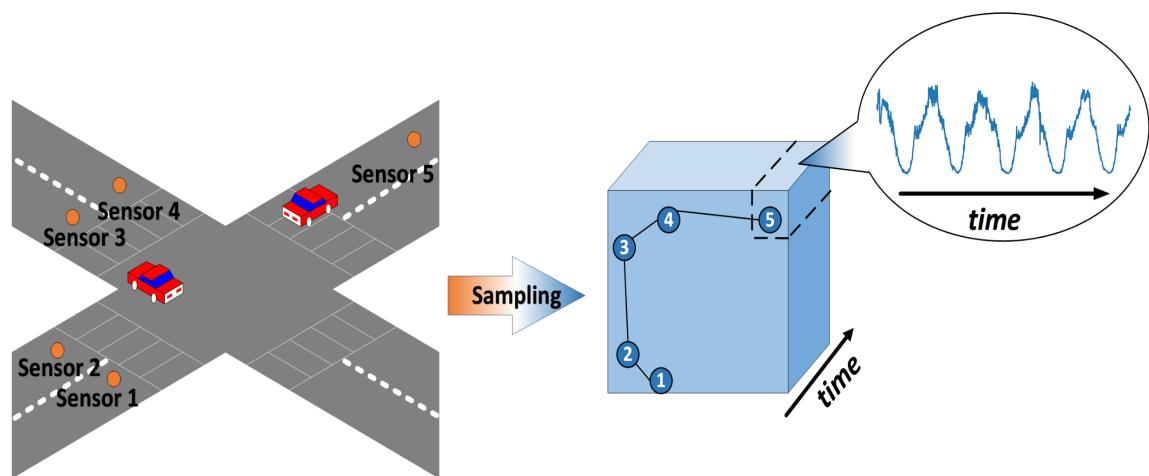 Sensor 5
Sensor 4
Sensor 3
Sensor 2
Sensor 1
Sampling
4
5
3
2
1
time
time